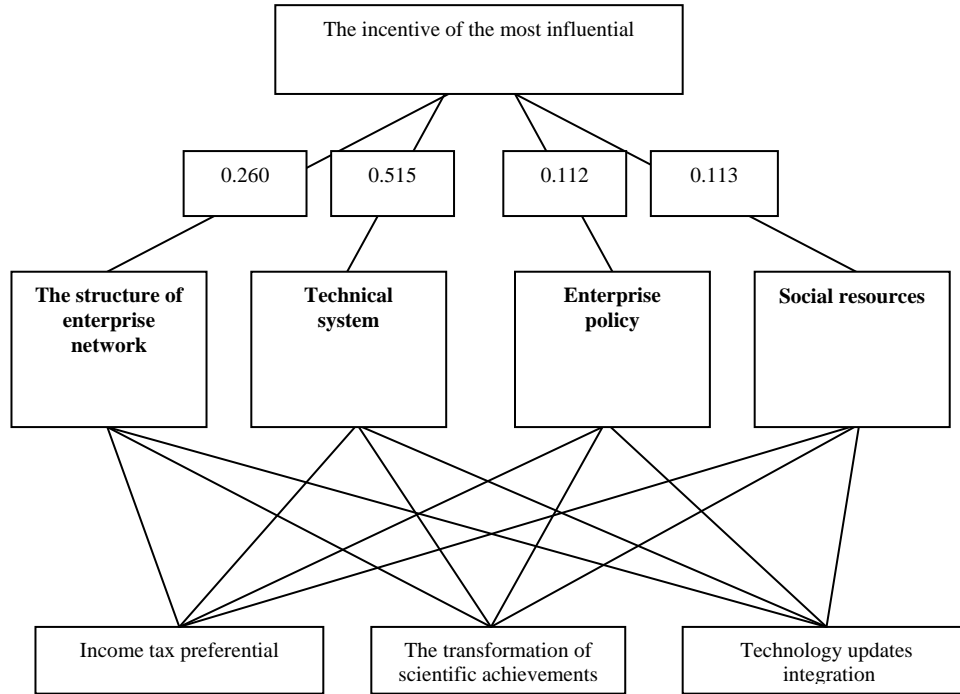 The incentive of the most influential
0.260
0.515
0.112
0.113
The structure of
enterprise
network
Technical
system
Enterprise
policy
Social resources
Income tax preferential
The transformation of
scientific achievements
Technology updates
integration